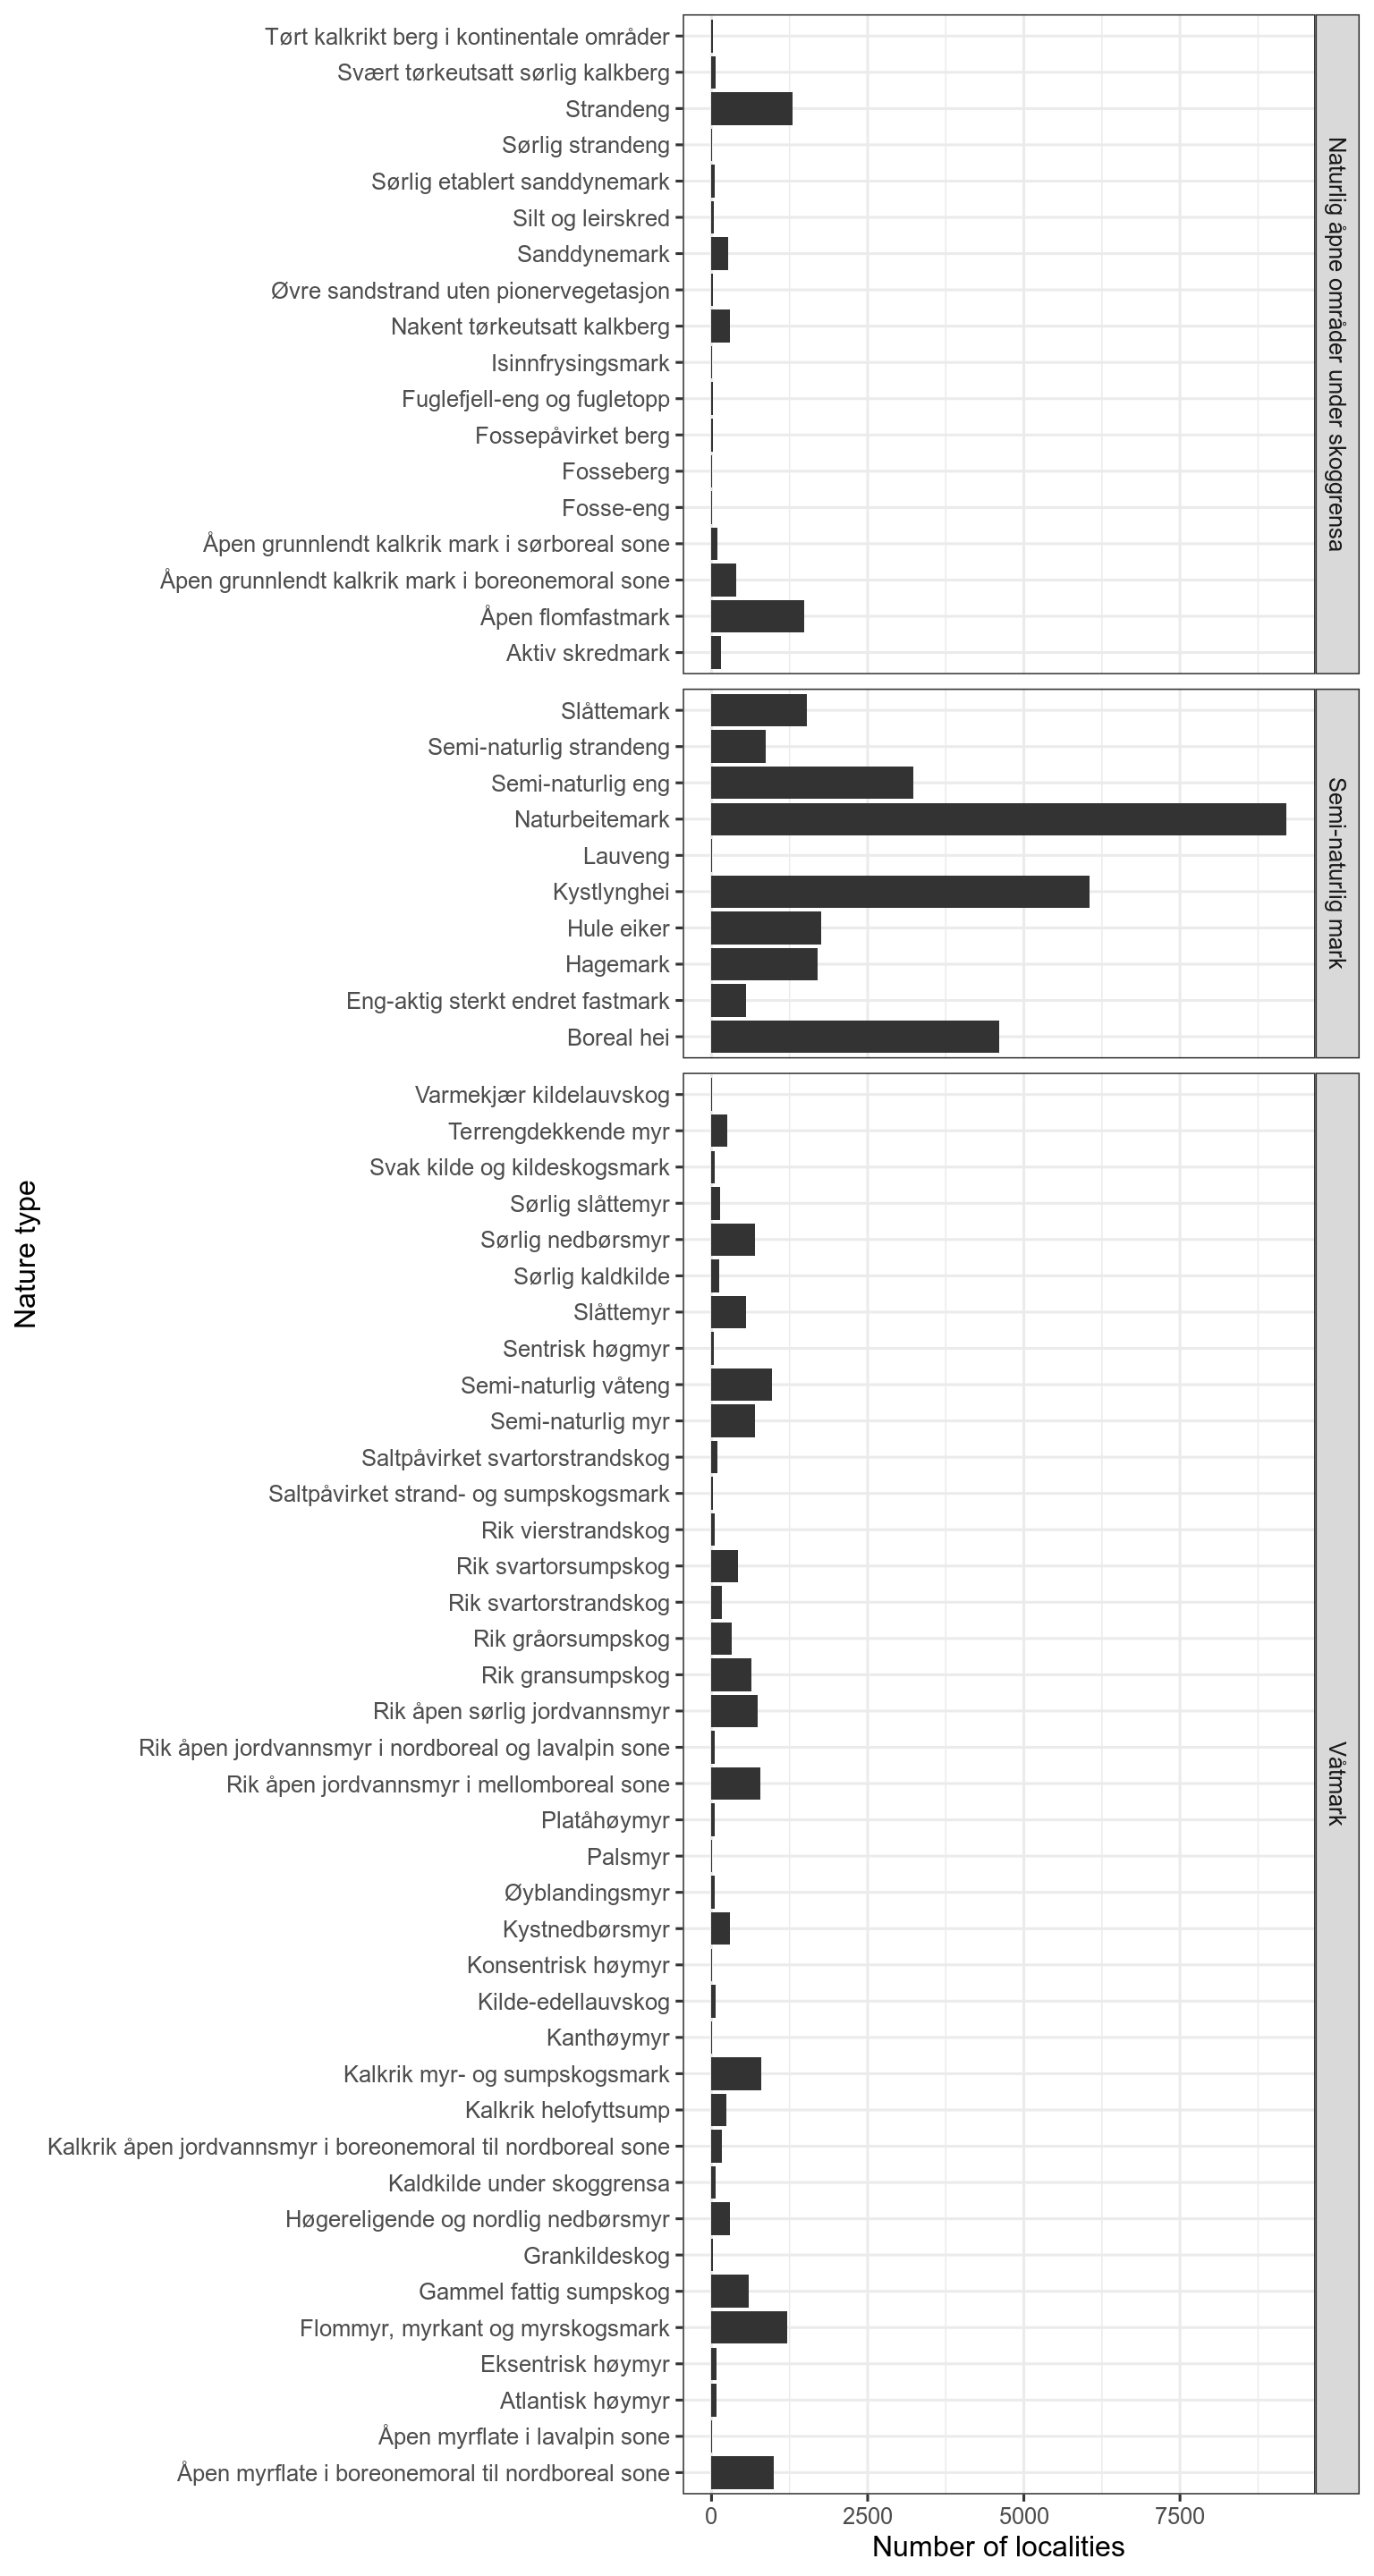 Tørt kalkrikt berg i kontinentale områder
Svært tørkeutsatt sørlig kalkberg
Strandeng
Sørlig strandeng
Sørlig etablert sanddynemark
Silt og leirskred
Sanddynemark
Øvre sandstrand uten pionervegetasjon
Nakent tørkeutsatt kalkberg
Isinnfrysingsmark
Fuglefjell-eng og fugletopp
Fossepåvirket berg
Fosseberg
Fosse-eng
Åpen grunnlendt kalkrik mark i sørboreal sone
Åpen grunnlendt kalkrik mark i boreonemoral sone
Åpen flomfastmark
Aktiv skredmark
Naturlig åpne områder under skoggrensa
Slåttemark
Semi-naturlig strandeng
Semi-naturlig eng
Naturbeitemark
Lauveng
Kystlynghei
Hule eiker
Hagemark
Eng-aktig sterkt endret fastmark
Boreal hei
Semi-naturlig mark
Varmekjær kildelauvskog
Terrengdekkende myr
Svak kilde og kildeskogsmark
Sørlig slåttemyr
Sørlig nedbørsmyr
Sørlig kaldkilde
Slåttemyr
Sentrisk høgmyr
Semi-naturlig våteng
Semi-naturlig myr
Saltpåvirket svartorstrandskog
Saltpåvirket strand- og sumpskogsmark
Rik vierstrandskog
Rik svartorsumpskog
Rik svartorstrandskog
Rik gråorsumpskog
Rik gransumpskog
Rik åpen sørlig jordvannsmyr
Rik åpen jordvannsmyr i nordboreal og lavalpin sone
Rik åpen jordvannsmyr i mellomboreal sone
Platåhøymyr
Palsmyr
Øyblandingsmyr
Kystnedbørsmyr
Konsentrisk høymyr
Kilde-edellauvskog
Kanthøymyr
Kalkrik myr- og sumpskogsmark
Kalkrik helofyttsump
Kalkrik åpen jordvannsmyr i boreonemoral til nordboreal sone
Kaldkilde under skoggrensa
Høgereligende og nordlig nedbørsmyr
Grankildeskog
Gammel fattig sumpskog
Flommyr, myrkant og myrskogsmark
Eksentrisk høymyr
Atlantisk høymyr
Åpen myrflate i lavalpin sone
Åpen myrflate i boreonemoral til nordboreal sone
Våtmark
Nature type
0 2500 5000 7500
Number of localities